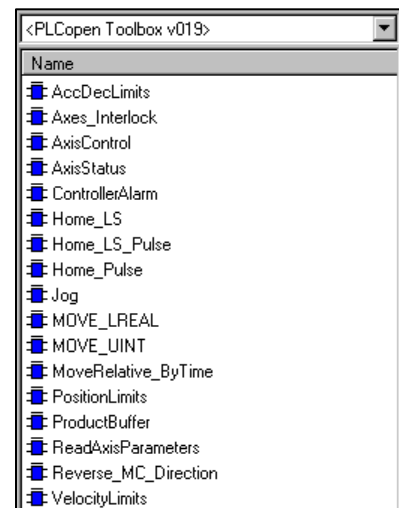 <PLCopen Toolbox v019>
Name
AccDecLimits
Axes_Interlock
AxisControl
AxisStatus
ControllerAlarm
Home_LS
Home_LS_Pulse
Home_Pulse
Jog
MOVE_LREAL
MOVE_UINT
MoveRelative_ByTime
PositionLimits
ProductBuffer
ReadAxisParameters
Reverse_MC_Direction
VelocityLimits